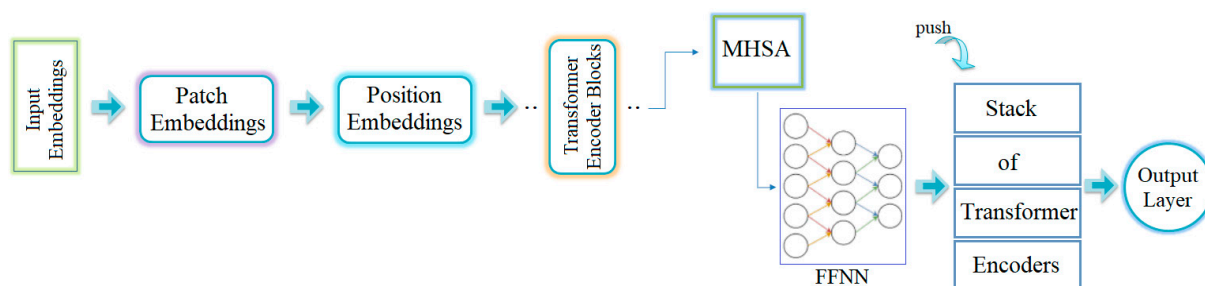 Input
Embeddings
Patch
Embeddings
Position
Embeddings
..
Transformer
Encoder Blocks
..
MHSA
FFNN
push
Stack
of
Transformer
Encoders
Output
Layer